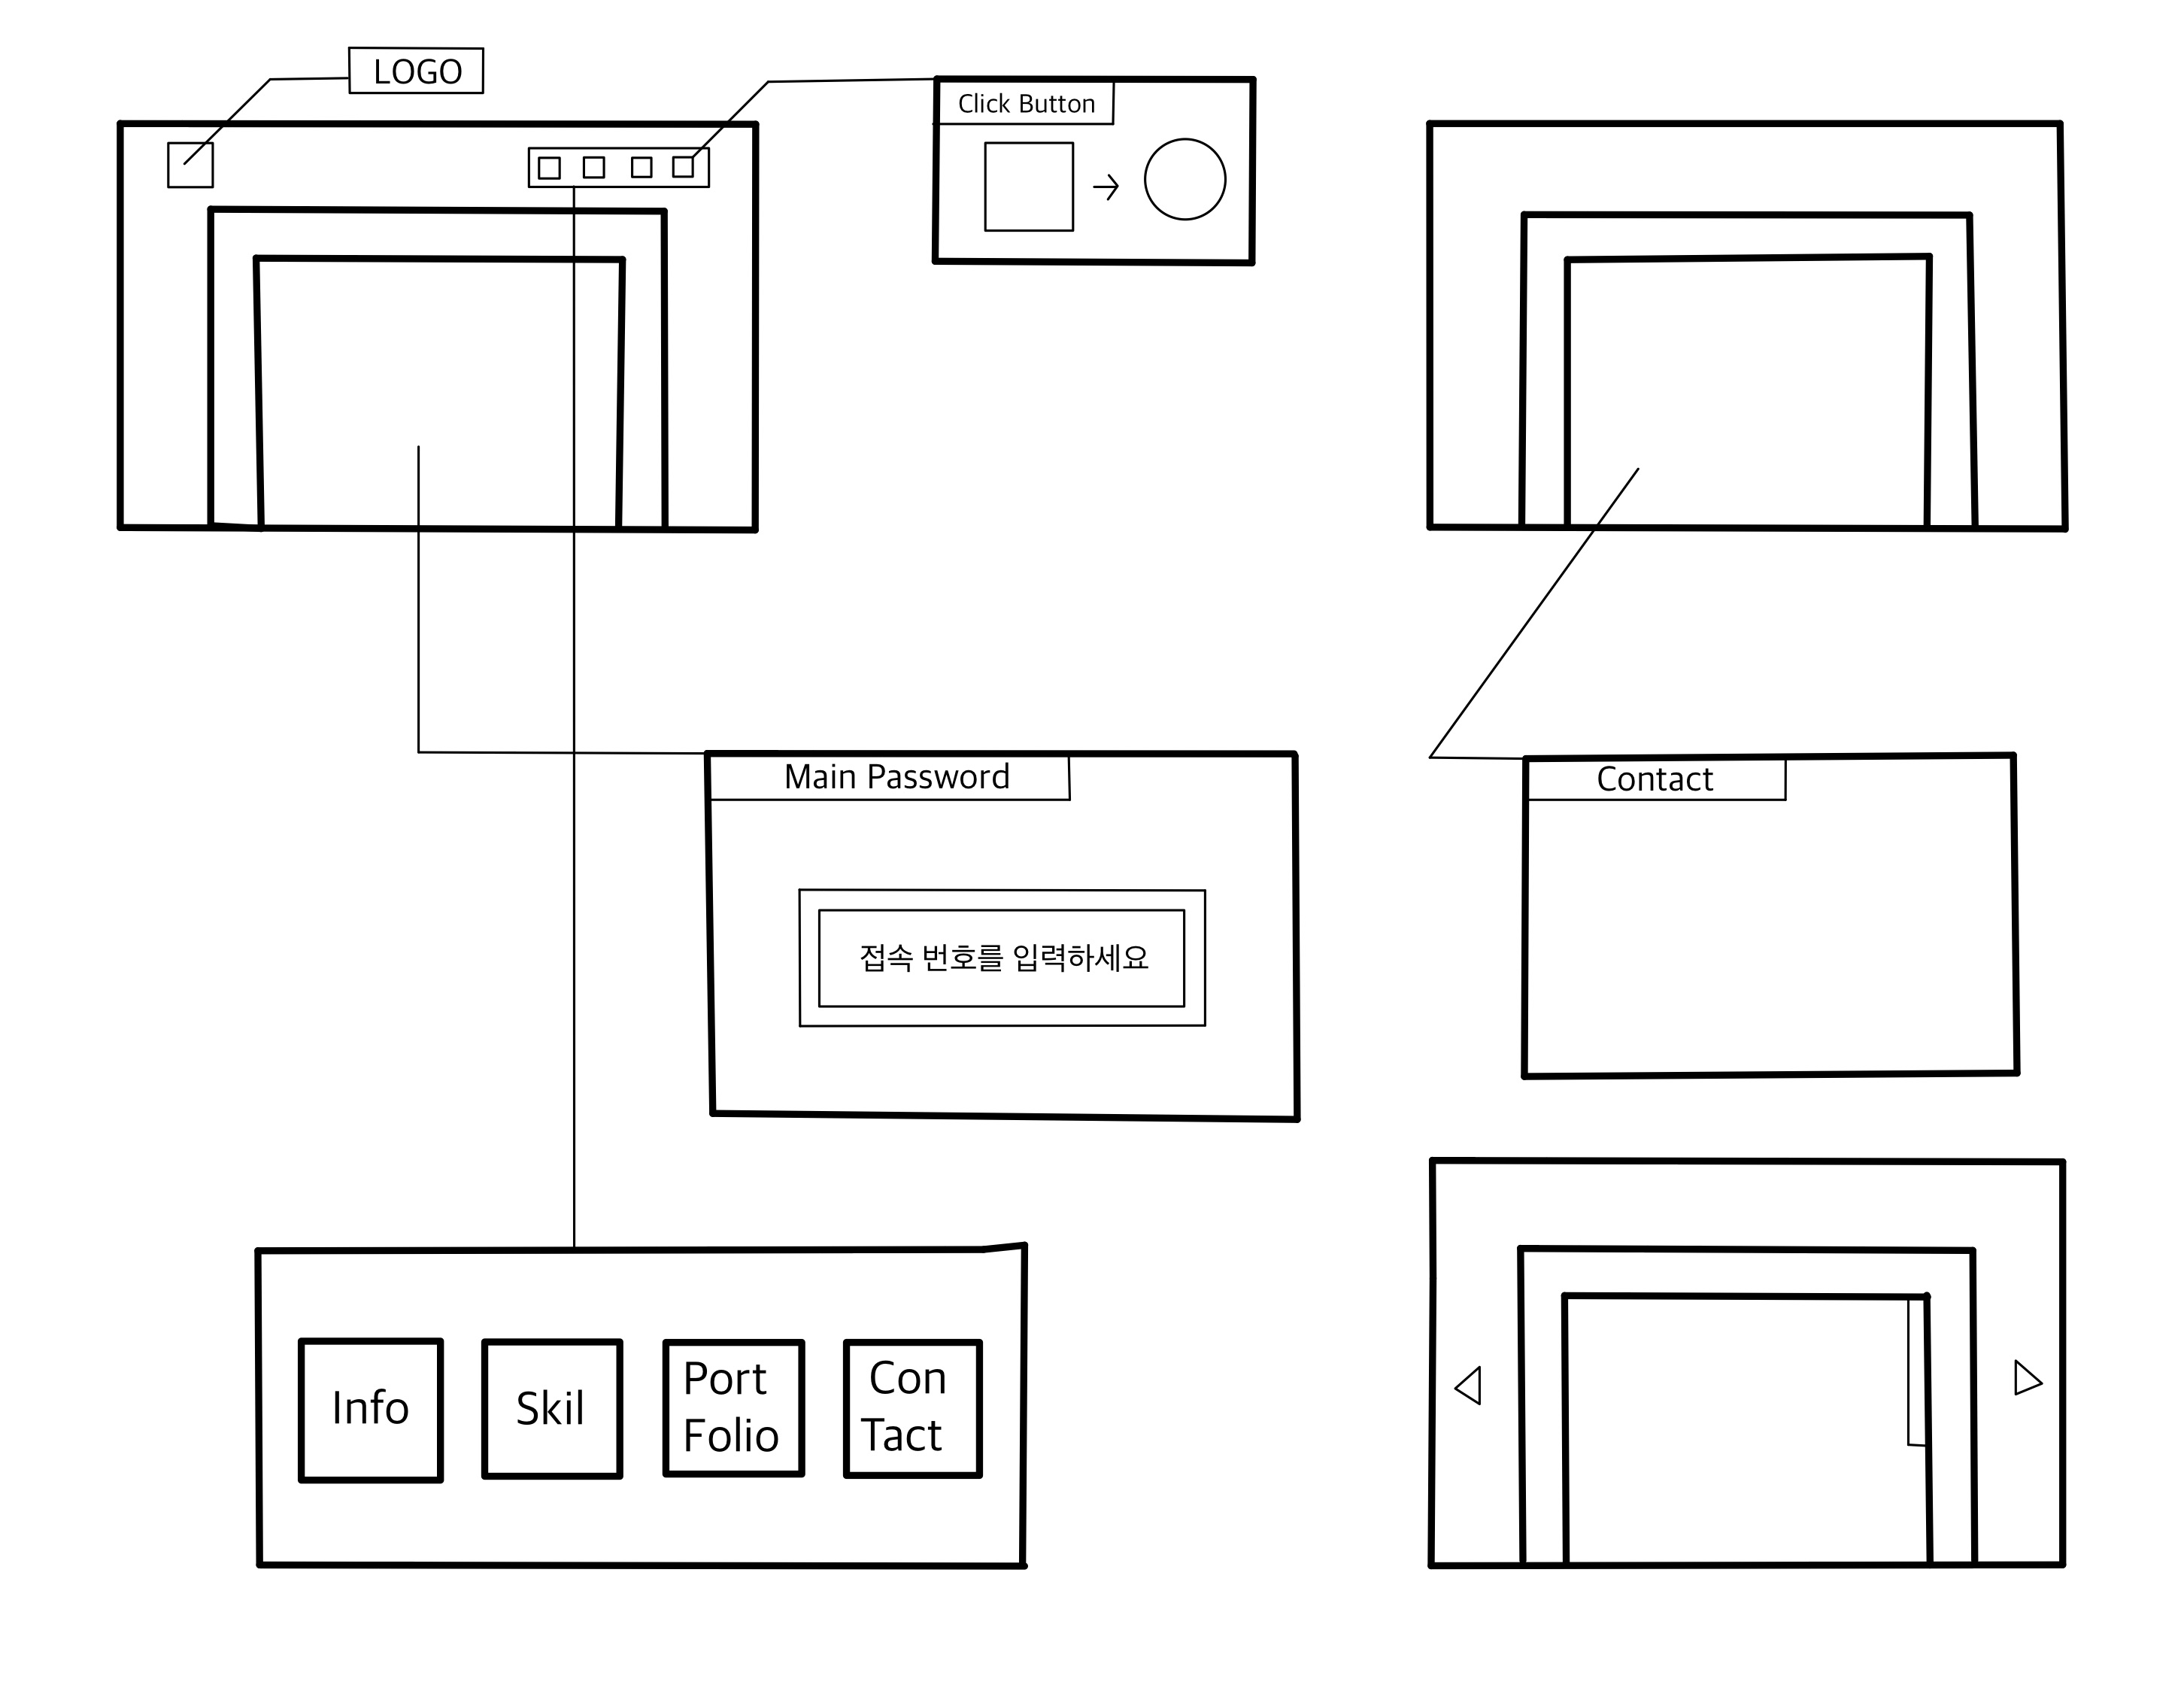 LOGO
Click Button
Main Password
접속 번호를 입력하세요
Contact
Info
Skil
Port
Folio
Con
Tact